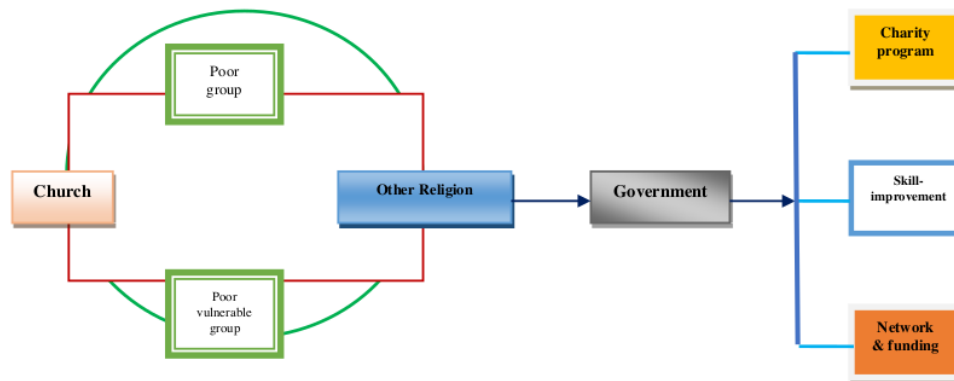 Poor
group
Church
Other Religion
Poor
vulnerable
group
Government
Charity
program
Skill-
improvement
Network
& funding